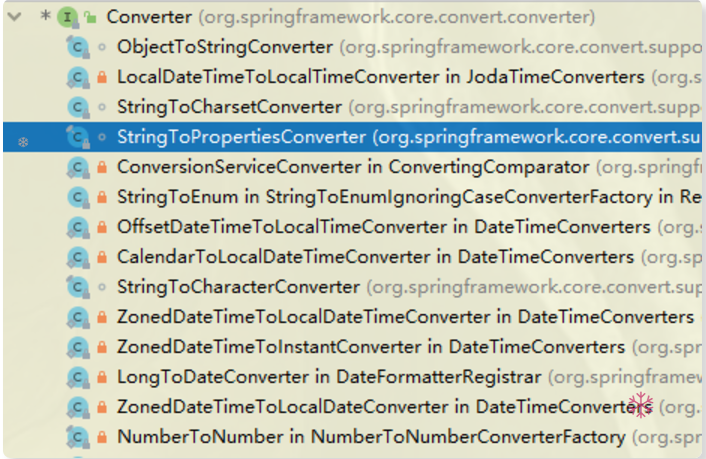 Converter (org.springframework.core.convert.converter)
ObjectToStringConverter (org.springframework.core.convert.suppo
LocalDateTimeToLocalTimeConverter in JodaTimeConverters (org.s
StringToCharsetConverter (org.springframework.core.convert.supp
StringToPropertiesConverter (org.springframework.core.convert.su
ConversionServiceConverter in ConvertingComparator (org.springf
StringToEnum in StringToEnumIgnoringCaseConverterFactory in Re
OffsetDateTimeToLocalTimeConverter in DateTimeConverters (org.
CalendarToLocalDateTimeConverter in DateTimeConverters (org.sp
StringToCharacterConverter (org.springframework.core.convert.sup
ZonedDateTimeToLocalDateTimeConverter in DateTimeConverters
ZonedDateTimeToInstantConverter in DateTimeConverters (org.spr
LongToDateConverter in DateFormatterRegistrar (org.springframew
ZonedDateTimeToLocalDateConverter in DateTimeConverters (org.
NumberToNumber in NumberToNumberConverterFactory (org.spr